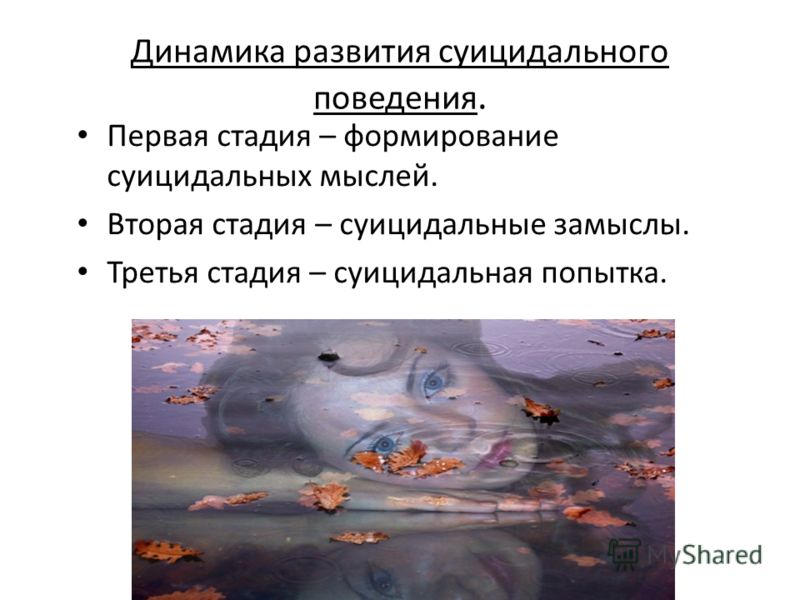 Динамика развития суицидального
поведения.
• Первая стадия – формирование
суицидальных мыслей.
• Вторая стадия – суицидальные замыслы.
• Третья стадия – суицидальная попытка.
MyShared